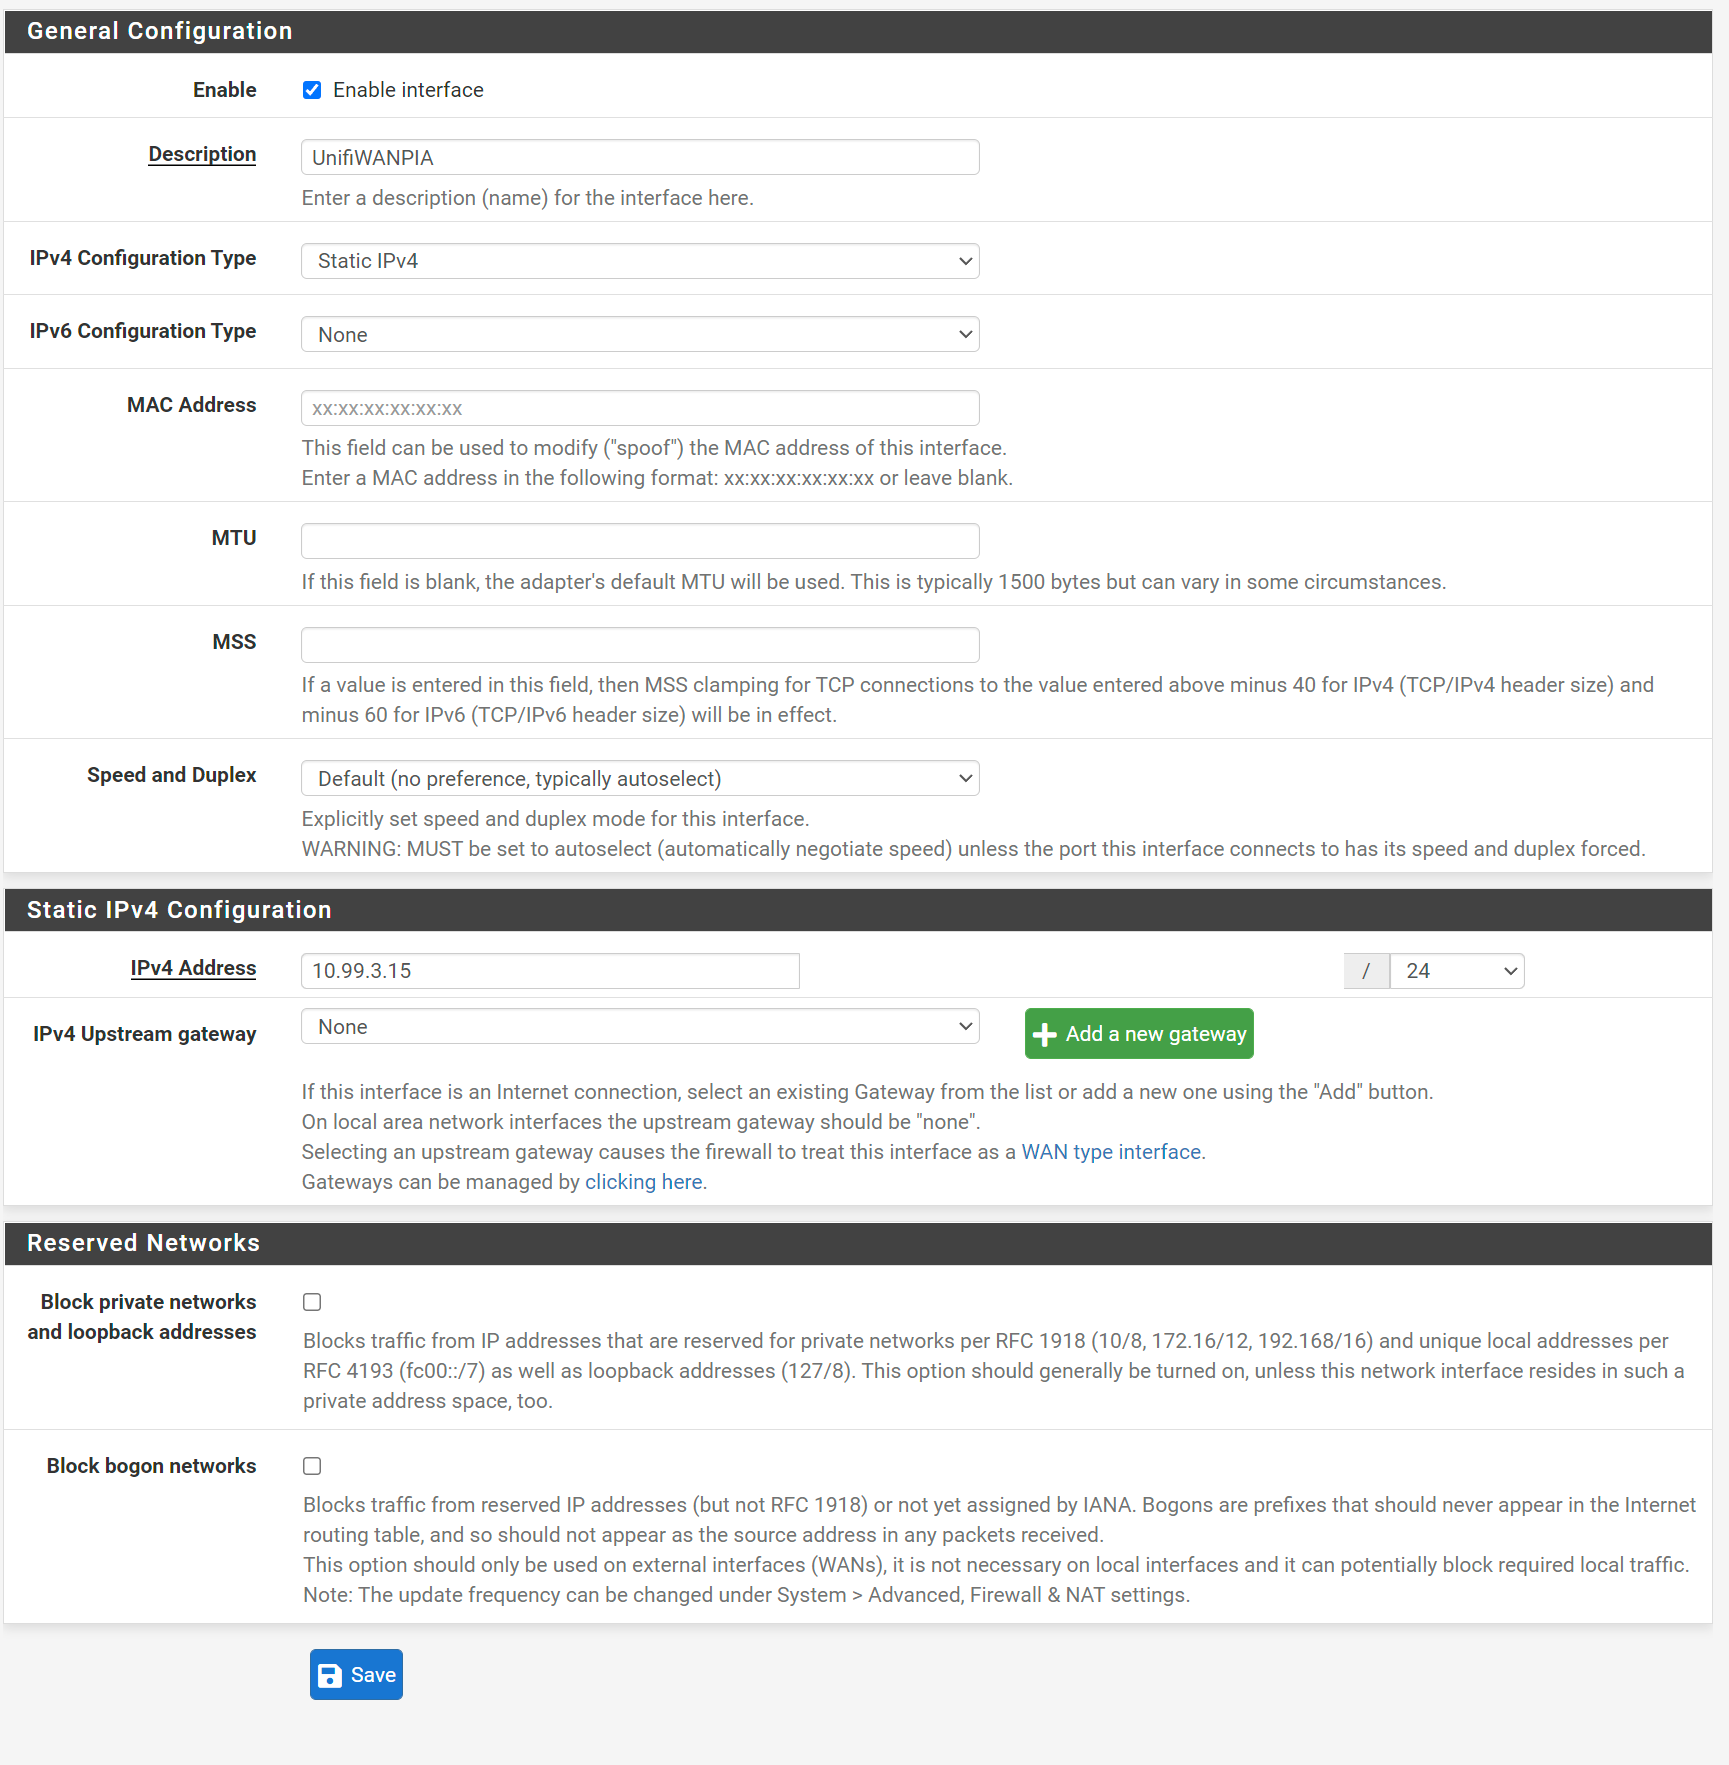 General Configuration
Enable
Enable interface
Description
UnifiWANPIA
Enter a description (name) for the interface here.
IPv4 Configuration Type
Static IPv4
IPv6 Configuration Type
None
MAC Address
xx:xx:xx:xx:xx:xx
This field can be used to modify ("spoof") the MAC address of this interface.
Enter a MAC address in the following format: xx:xx:xx:xx:xx:xx or leave blank.
MTU
If this field is blank, the adapter's default MTU will be used. This is typically 1500 bytes but can vary in some circumstances.
MSS
If a value is entered in this field, then MSS clamping for TCP connections to the value entered above minus 40 for IPv4 (TCP/IPv4 header size) and
minus 60 for IPv6 (TCP/IPv6 header size) will be in effect.
Speed and Duplex
Default (no preference, typically autoselect)
Explicitly set speed and duplex mode for this interface.
WARNING: MUST be set to autoselect (automatically negotiate speed) unless the port this interface connects to has its speed and duplex forced.
Static IPv4 Configuration
IPv4 Address
10.99.3.15
/
24
IPv4 Upstream gateway
None
Add a new gateway
If this interface is an Internet connection, select an existing Gateway from the list or add a new one using the "Add" button.
On local area network interfaces the upstream gateway should be "none".
Selecting an upstream gateway causes the firewall to treat this interface as a WAN type interface.
Gateways can be managed by clicking here.
Reserved Networks
Block private networks
and loopback addresses
Blocks traffic from IP addresses that are reserved for private networks per RFC 1918 (10/8, 172.16/12, 192.168/16) and unique local addresses per
RFC 4193 (fc00::/7) as well as loopback addresses (127/8). This option should generally be turned on, unless this network interface resides in such a
private address space, too.
Block bogon networks
Blocks traffic from reserved IP addresses (but not RFC 1918) or not yet assigned by IANA. Bogons are prefixes that should never appear in the Internet
routing table, and so should not appear as the source address in any packets received.
This option should only be used on external interfaces (WANs), it is not necessary on local interfaces and it can potentially block required local traffic.
Note: The update frequency can be changed under System > Advanced, Firewall & NAT settings.
Save